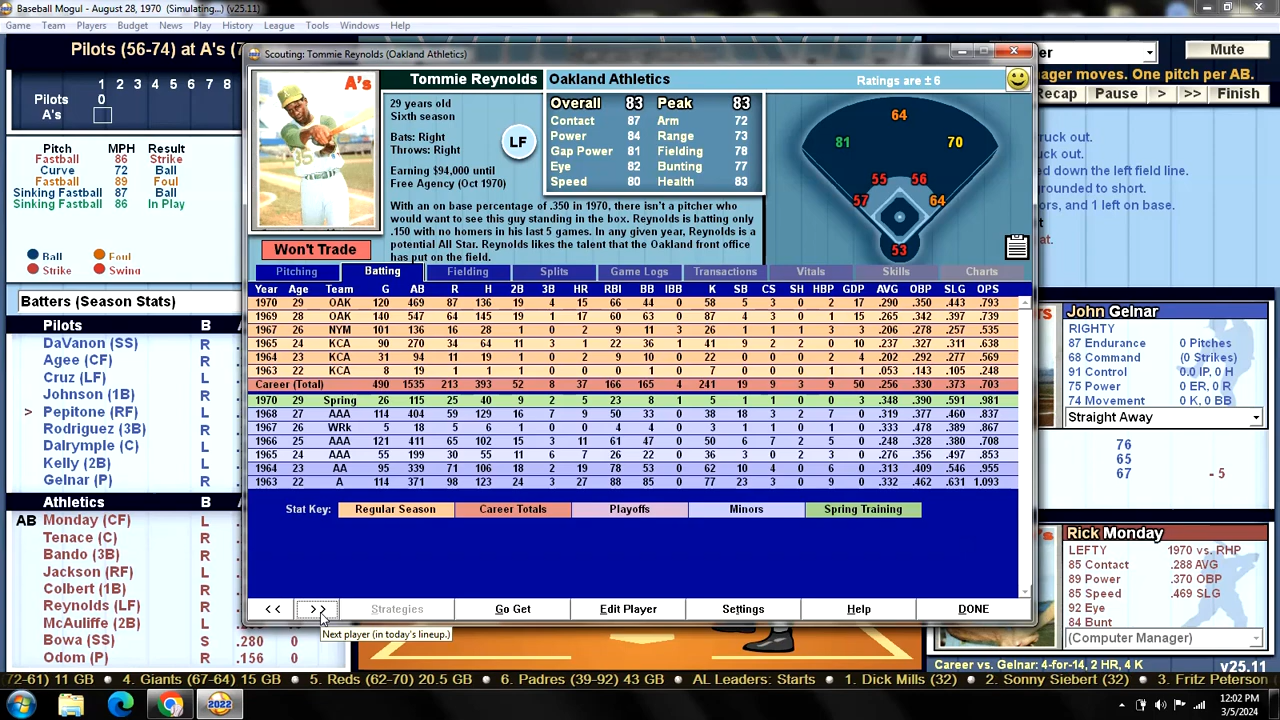 Baseball Mogul - August 28, 1970 (Simulating...) (v25.11)
Game Team Players Budget News Play History League Tools Windows Help
Pilots (56-74) at A's (7
1 2 3 4 5 6 7 8
Pilots 0
A's
Pitches MPH Result
Fastball 86 Strike
Curve 72 Ball
Fastball 89 Foul
Sinking Fastball 87 Ball
Sinking Fastball 86 In Play
Ball Foul
Strike Swing
Batters (Season Stats)
Pilots B
DaVanon (SS) R
Agee (CF) R
Cruz (LF) L
Johnson (1B) R
> Pepitone (RF) L
Rodriguez (3B) R
Dalrymple (C) L
Kelly (2B) R
Gelnar (P) R
Athletics B
AB Monday (CF) L
Tenace (C) R
Bando (3B) R
Jackson (RF) L
Colbert (1B) R
Reynolds (LF) R
McAuliffe (2B) L
Bowa (SS) S .280 0
Odom (P) R .156 0
Scouting: Tommie Reynolds (Oakland Athletics)
A's
Tommie Reynolds
29 years old
Sixth season
Bats: Right
Throws: Right
Earning $94,000 until
Free Agency (Oct 1970)
LF
Oakland Athletics
Ratings are ± 6
Overall 83 Peak 83
Contact 87 Arm 72
Power 84 Range 73
Gap Power 81 Fielding 78
Eye 82 Bunting 77
Speed 80 Health 83
64
81 70
55 56
57 64
53
With an on base percentage of .350 in 1970, there isn't a pitcher who
would want to see this guy standing in the box. Reynolds is batting only
.150 with no homers in his last 5 games. In any given year, Reynolds is a
potential All Star. Reynolds likes the talent that the Oakland front office
has put on the field.
Won't Trade
Pitching Batting Fielding Splits Game Logs Transactions Vitals Skills Charts
Year Age Team G AB R H 2B 3B HR RBI BB IBB K SB CS SH HBP GDP AVG OBP SLG OPS
1970 29 OAK 120 469 87 136 19 4 15 66 44 0 58 5 3 0 2 17 .290 .350 .443 .793
1969 28 OAK 140 547 64 145 19 1 17 60 63 0 87 4 3 0 1 15 .265 .342 .397 .739
1967 26 NYM 101 136 16 28 1 0 2 9 11 3 26 1 1 1 3 3 .206 .278 .257 .535
1965 24 KCA 90 270 34 64 11 3 1 22 36 1 41 9 2 2 0 10 .237 .327 .311 .638
1964 23 KCA 31 94 11 19 1 0 2 9 10 0 22 0 0 0 2 4 .202 .292 .277 .569
1963 22 KCA 8 19 1 1 1 0 0 0 1 0 7 0 0 0 1 1 .053 .143 .105 .248
Career (Total) 490 1535 213 393 52 8 37 166 165 4 241 19 9 3 9 50 .256 .330 .373 .703
1970 29 Spring 26 115 25 40 9 2 5 23 8 1 5 1 1 0 0 3 .348 .390 .591 .981
1968 27 AAA 114 404 59 129 16 7 9 50 33 0 38 18 3 2 7 2 .319 .377 .460 .837
1967 26 WRk 5 18 5 6 1 0 0 4 4 0 3 1 1 0 1 0 .333 .478 .389 .867
1966 25 AAA 121 411 65 102 15 3 11 61 47 0 50 6 7 2 5 0 .248 .328 .380 .708
1965 24 AAA 55 199 30 55 11 6 7 26 22 0 36 3 0 2 3 0 .276 .356 .497 .853
1964 23 AA 95 339 71 106 18 2 19 78 53 0 62 10 4 0 6 0 .313 .409 .546 .955
1963 22 A 114 371 98 123 24 3 27 88 85 0 77 23 3 0 9 0 .332 .462 .631 1.093
Stat Key: Regular Season Career Totals Playoffs Minors Spring Training
<< >> Strategies Go Get Edit Player Settings Help DONE
Next player (in today's lineup.)
er
Mute
nager moves. One pitch per AB.
Recap Pause > >> Finish
ruck out.
uck out.
ed down the left field line.
grounded to short.
ors, and 1 left on base.
at.
John Gelnar
RIGHTY
87 Endurance 0 Pitches
68 Command (0 Strikes)
91 Control 0.0 IP, 0 H
75 Power 0 ER, 0 R
74 Movement 0 K, 0 BB
Straight Away
76
65
67 - 5
Rick Monday
LEFTY 1970 vs. RHP
85 Contact .288 AVG
89 Power .370 OBP
85 Speed .469 SLG
92 Eye
84 Bunt
(Computer Manager)
Career vs. Gelnar: 4-for-14, 2 HR, 4 K v25.11
(72-61) 11 GB 4. Giants (67-64) 15 GB 5. Reds (62-70) 20.5 GB 6. Padres (39-92) 43 GB AL Leaders: Starts 1. Dick Mills (32) 2. Sonny Siebert (32) 3. Fritz Peterson
2022
12:02 PM
3/5/2024